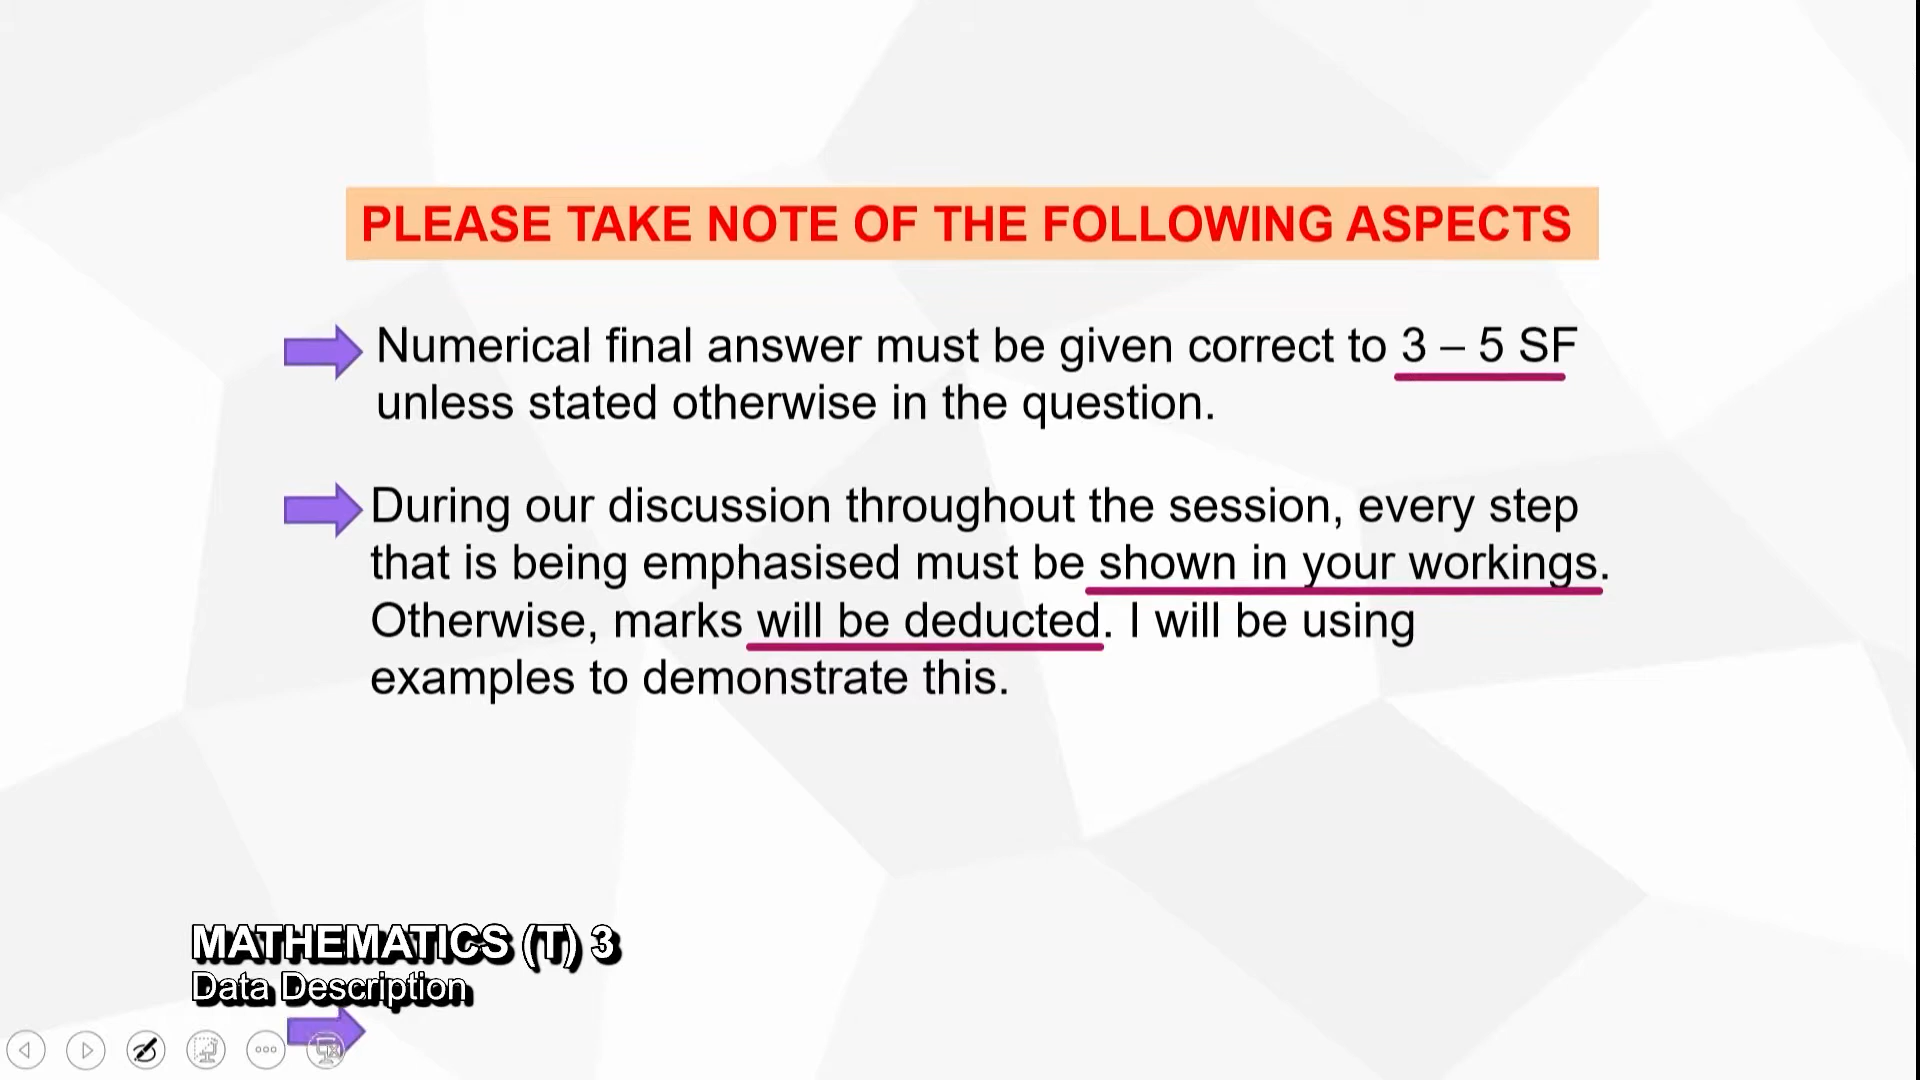 PLEASE TAKE NOTE OF THE FOLLOWING ASPECTS
Numerical final answer must be given correct to 3 – 5 SF
unless stated otherwise in the question.
During our discussion throughout the session, every step
that is being emphasised must be shown in your workings.
Otherwise, marks will be deducted. I will be using
examples to demonstrate this.
MATHEMATICS (T) 3
Data Description